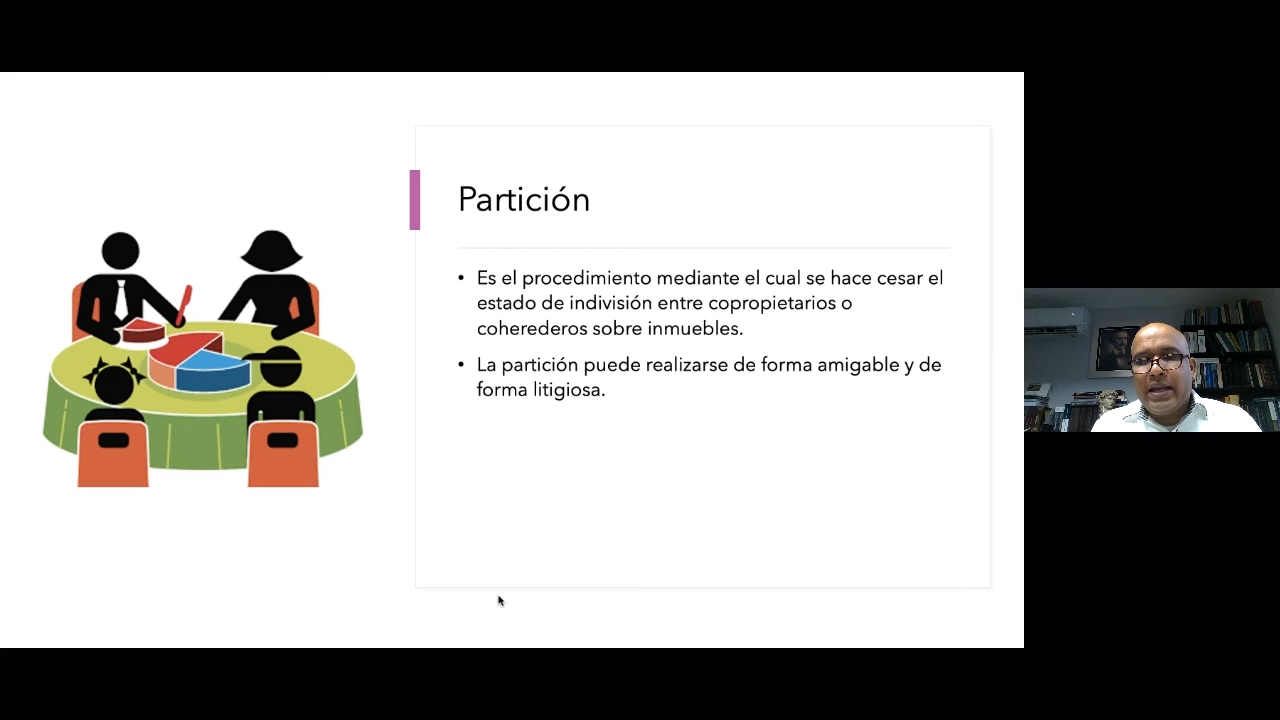 Partición
• Es el procedimiento mediante el cual se hace cesar el
estado de indivisión entre copropietarios o
coherederos sobre inmuebles.
• La partición puede realizarse de forma amigable y de
forma litigiosa.